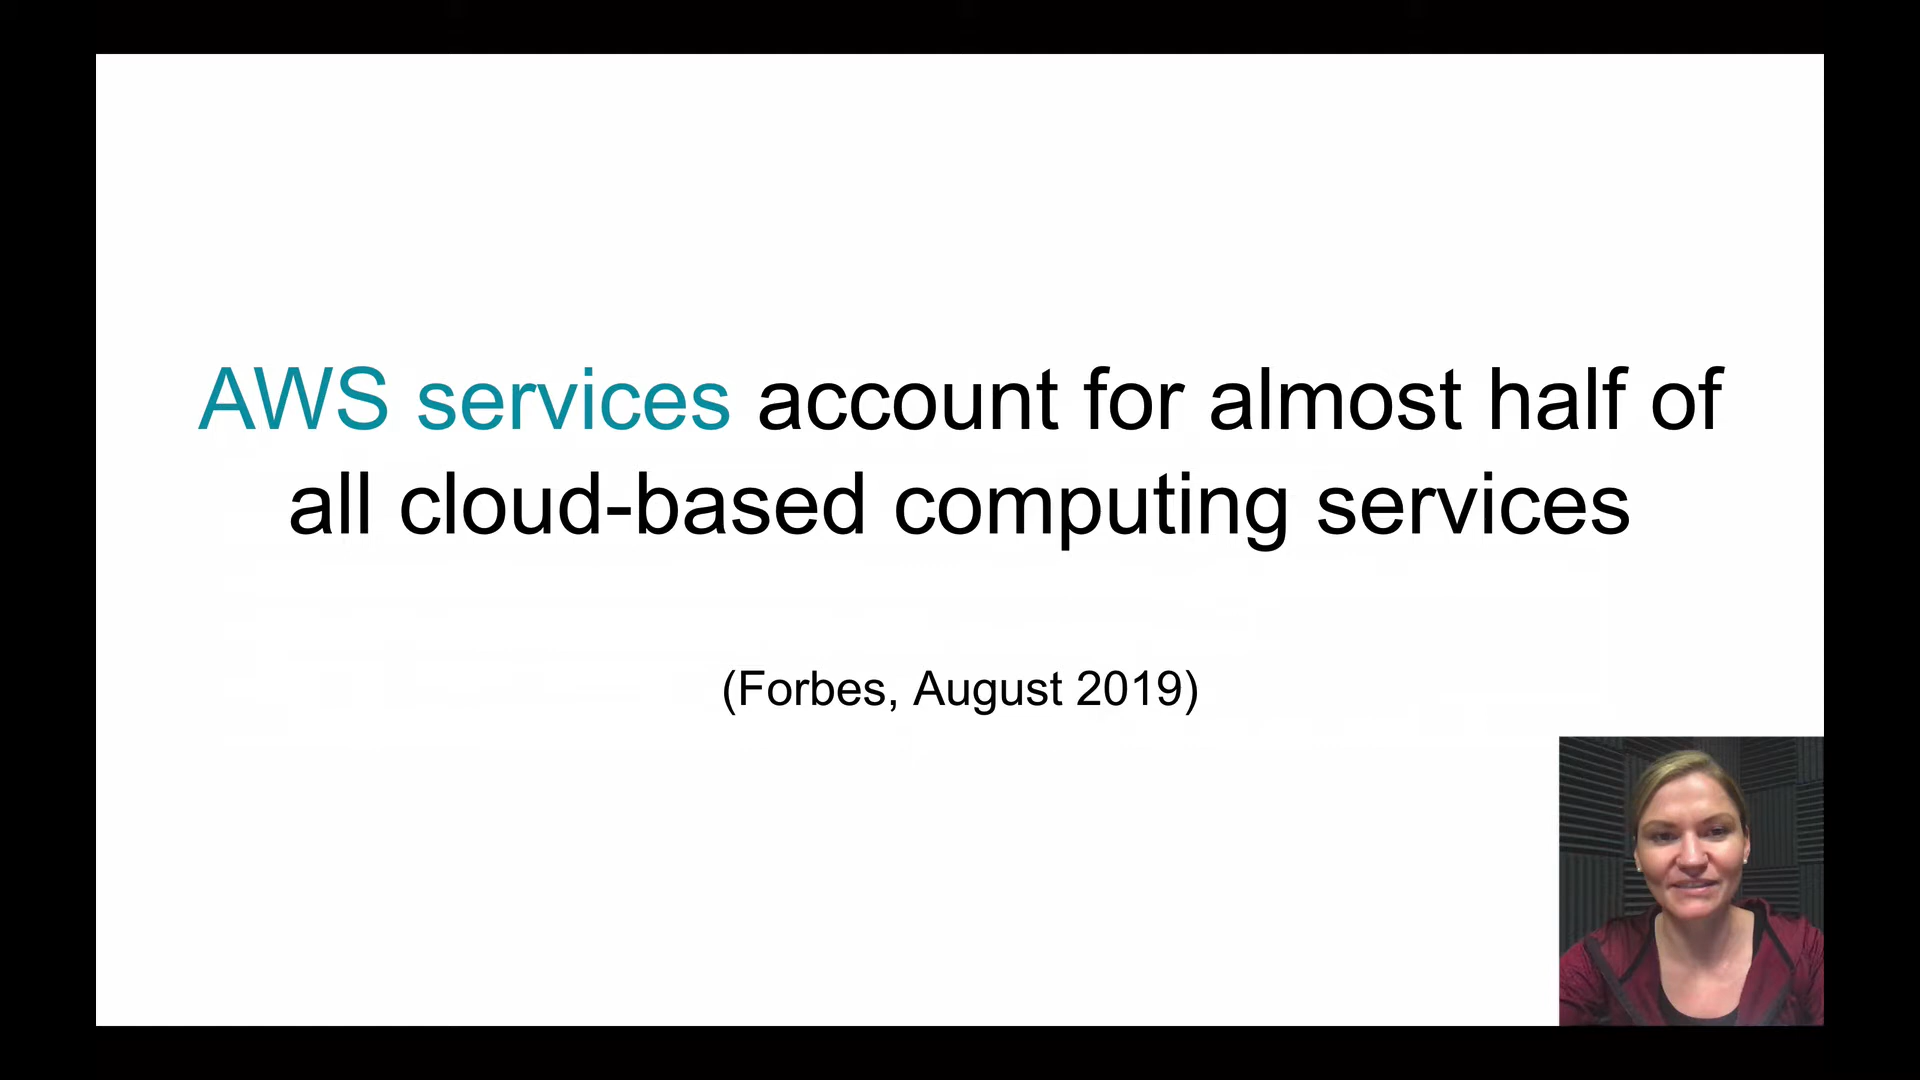 AWS services account for almost half of
all cloud-based computing services
(Forbes, August 2019)